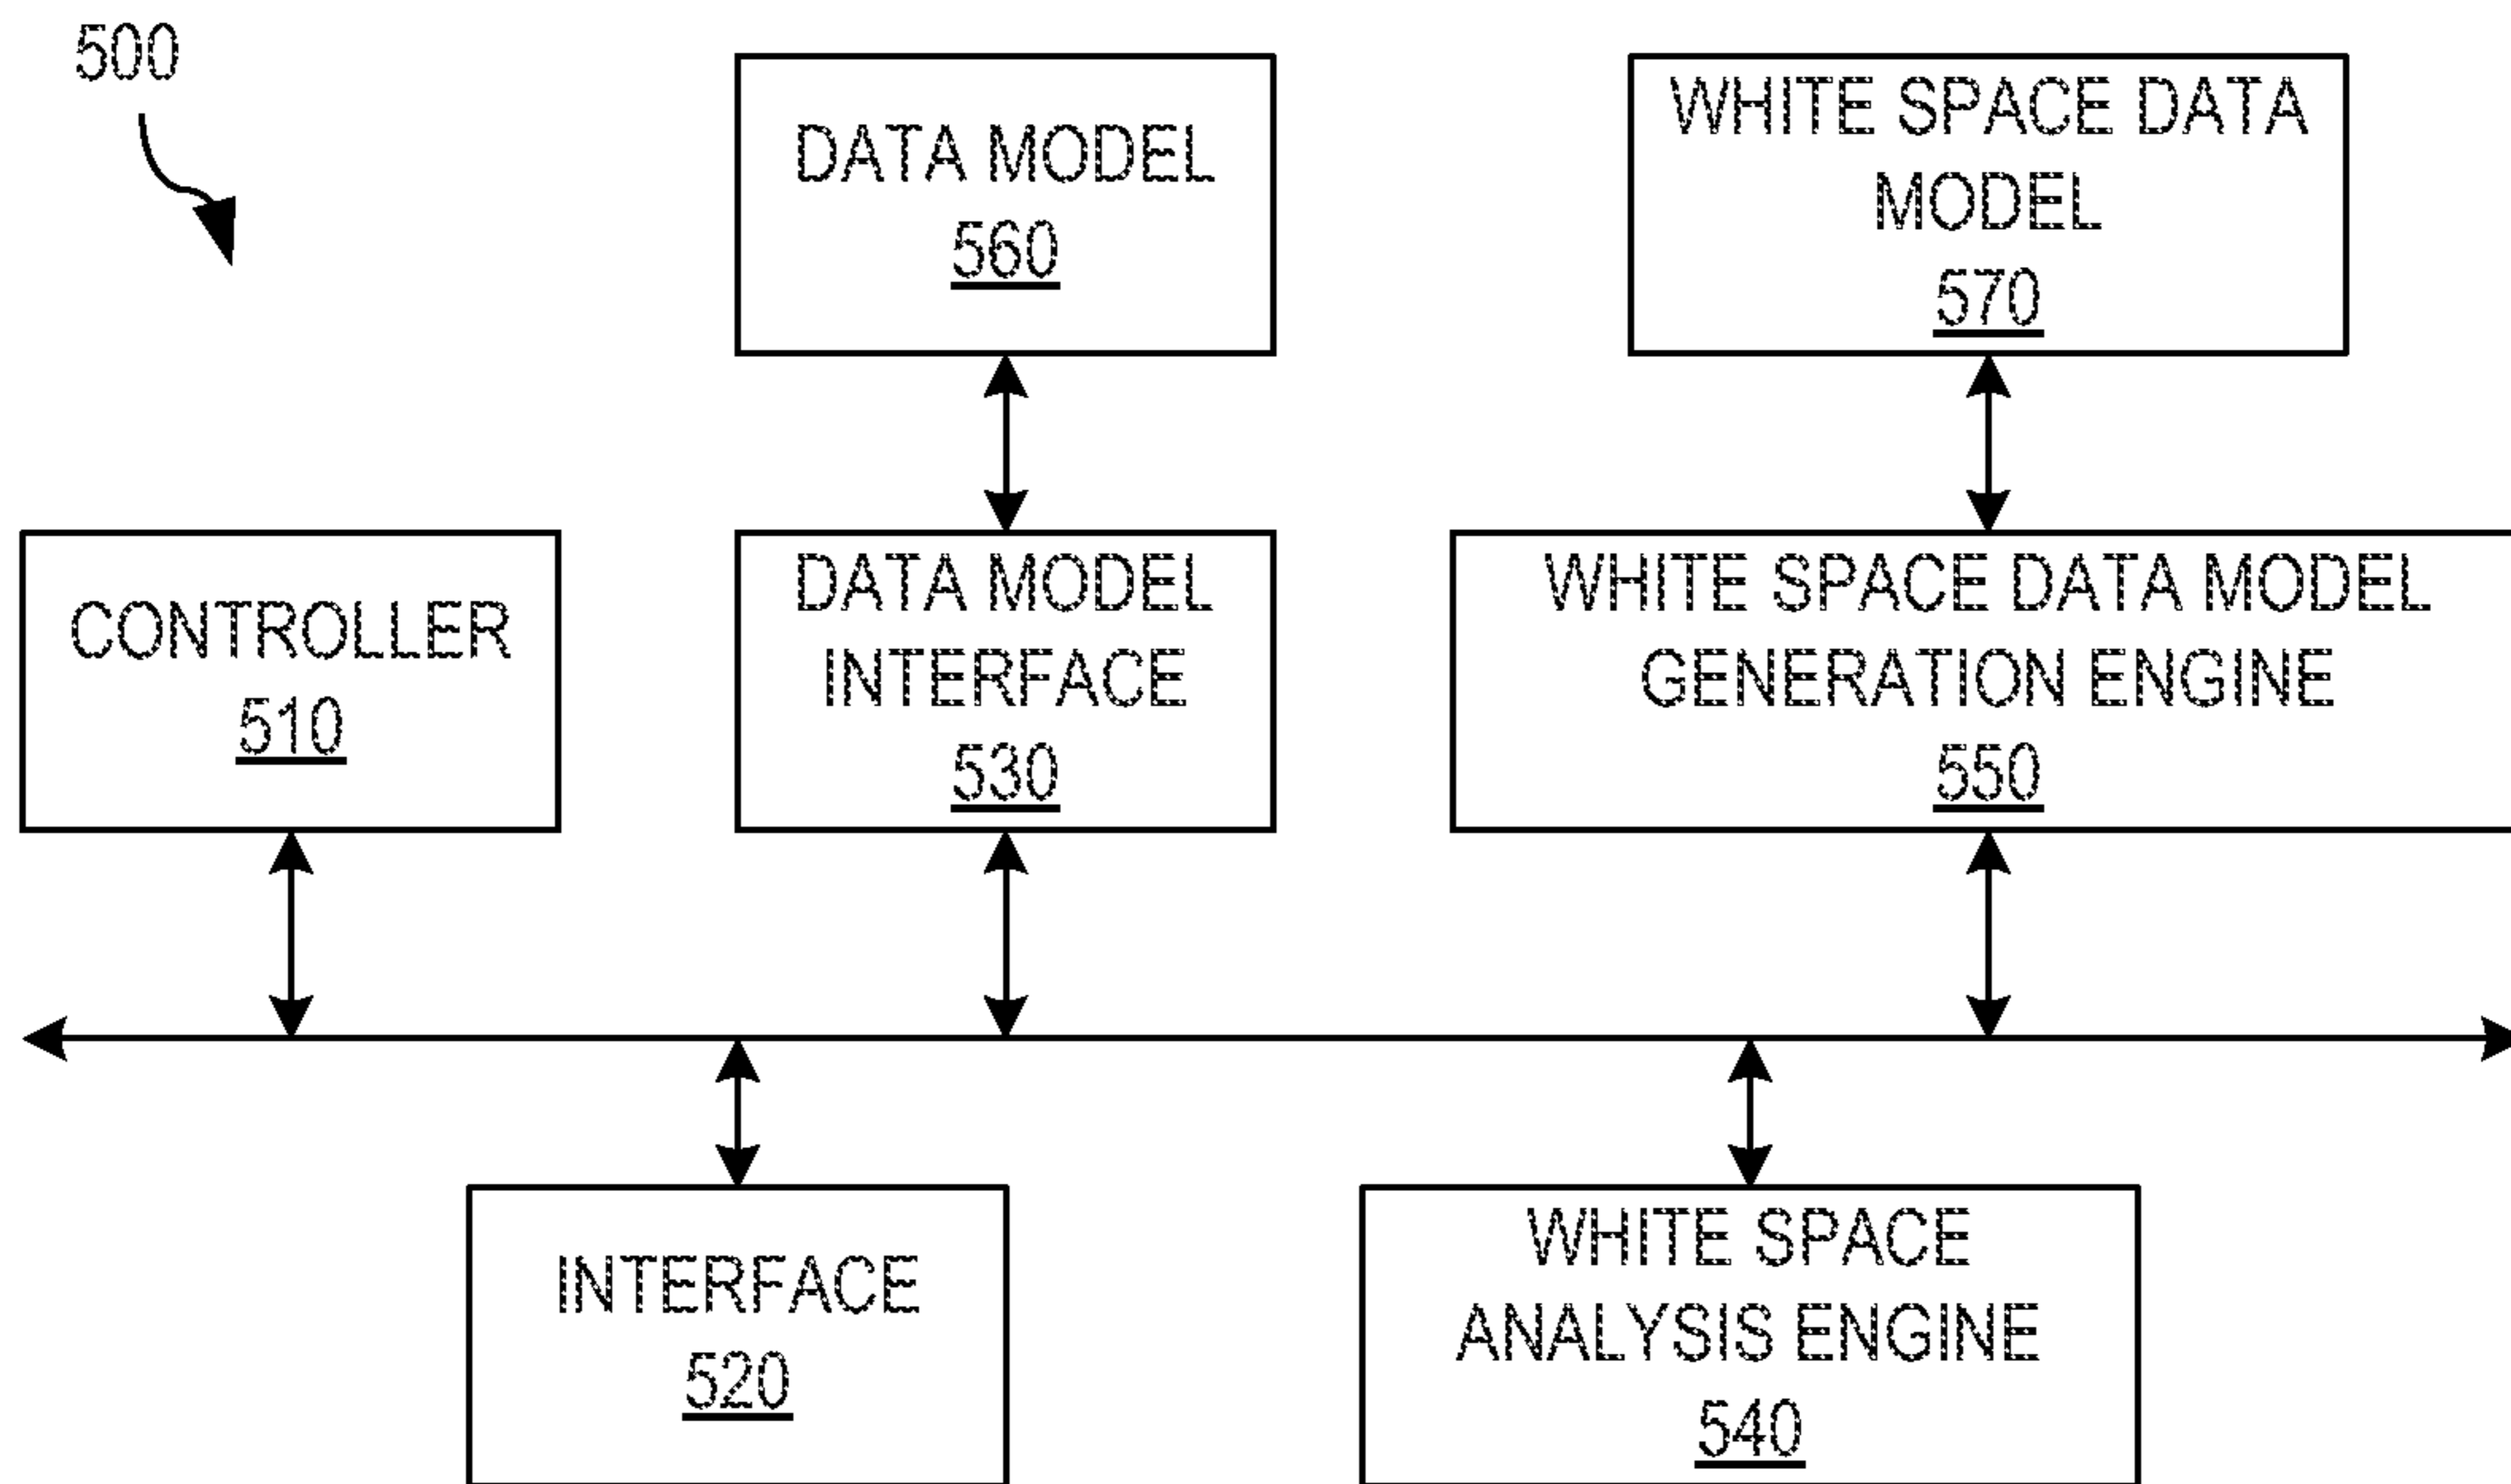 500
DATA MODEL
560
WHITE SPACE DATA
MODEL
570
CONTROLLER
510
DATA MODEL
INTERFACE
530
WHITE SPACE DATA MODEL
GENERATION ENGINE
550
INTERFACE
520
WHITE SPACE
ANALYSIS ENGINE
540